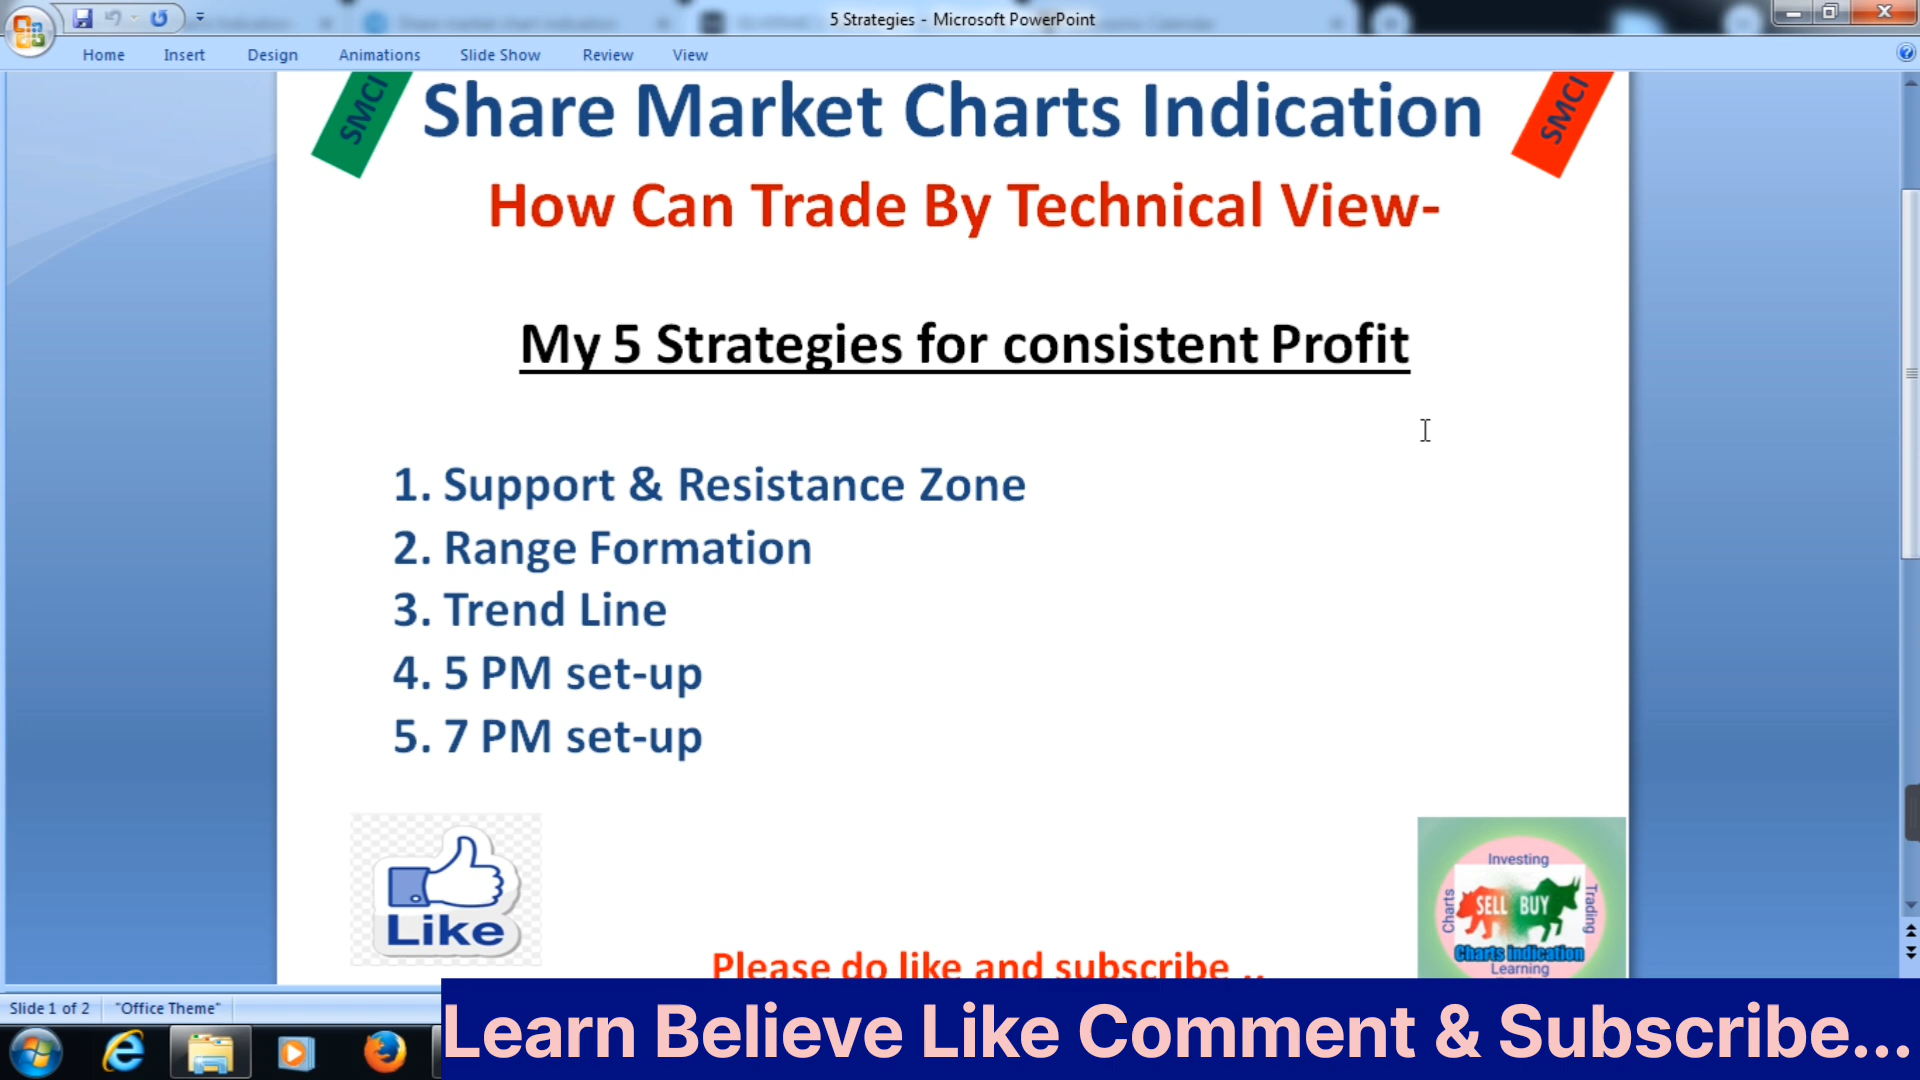 5 Strategies - Microsoft PowerPoint
Home Insert Design Animations Slide Show Review View
SMCI Share Market Charts Indication SMCI
How Can Trade By Technical View-
My 5 Strategies for consistent Profit
1. Support & Resistance Zone
2. Range Formation
3. Trend Line
4. 5 PM set-up
5. 7 PM set-up
Like
Investing
Charts
SELL BUY
Trading
Charts indication
Learning
Please do like and subscribe ..
Slide 1 of 2 "Office Theme"
Learn Believe Like Comment & Subscribe...